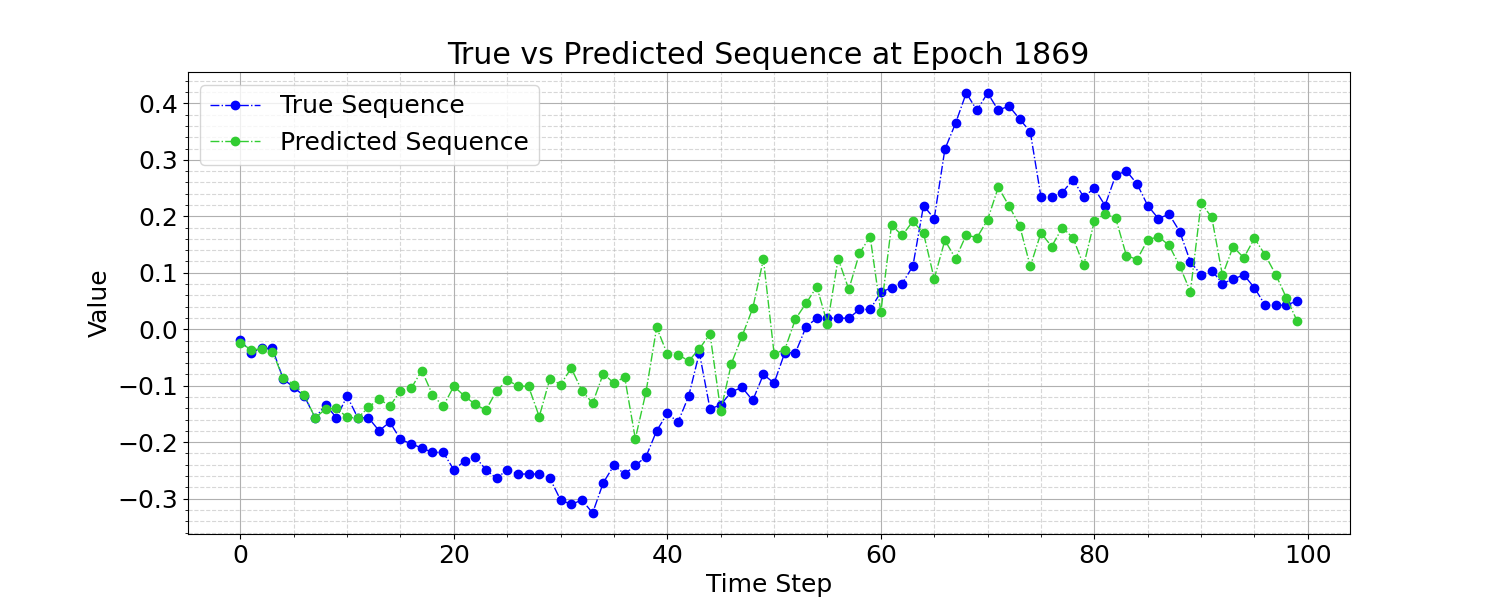 True vs Predicted Sequence at Epoch 1869
True Sequence
Predicted Sequence
Value
0.4
0.3
0.2
0.1
0.0
−0.1
−0.2
−0.3
0 20 40 60 80 100
Time Step